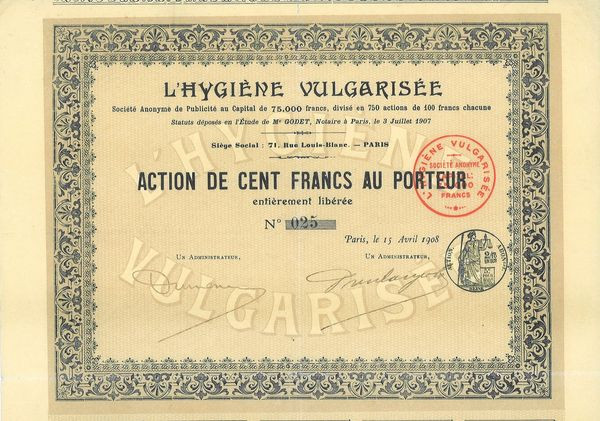 L'HYGIÈNE VULGARISÉE
Société Anonyme de Publicité au Capital de 75.000 francs, divisé en 750 actions de 100 francs chacune
Statuts déposés en l'Étude de Me GODET, Notaire à Paris, le 3 Juillet 1907
Siège Social : 71, Rue Louis-Blanc. — PARIS
ACTION DE CENT FRANCS AU PORTEUR
entièrement libérée
N° 025
Paris, le 15 Avril 1908
UN ADMINISTRATEUR,
UN ADMINISTRATEUR,
L'HYGIÈNE VULGARISÉE
SOCIÉTÉ ANONYME
FRANCS
L'HYGIÈNE
VULGARISÉE